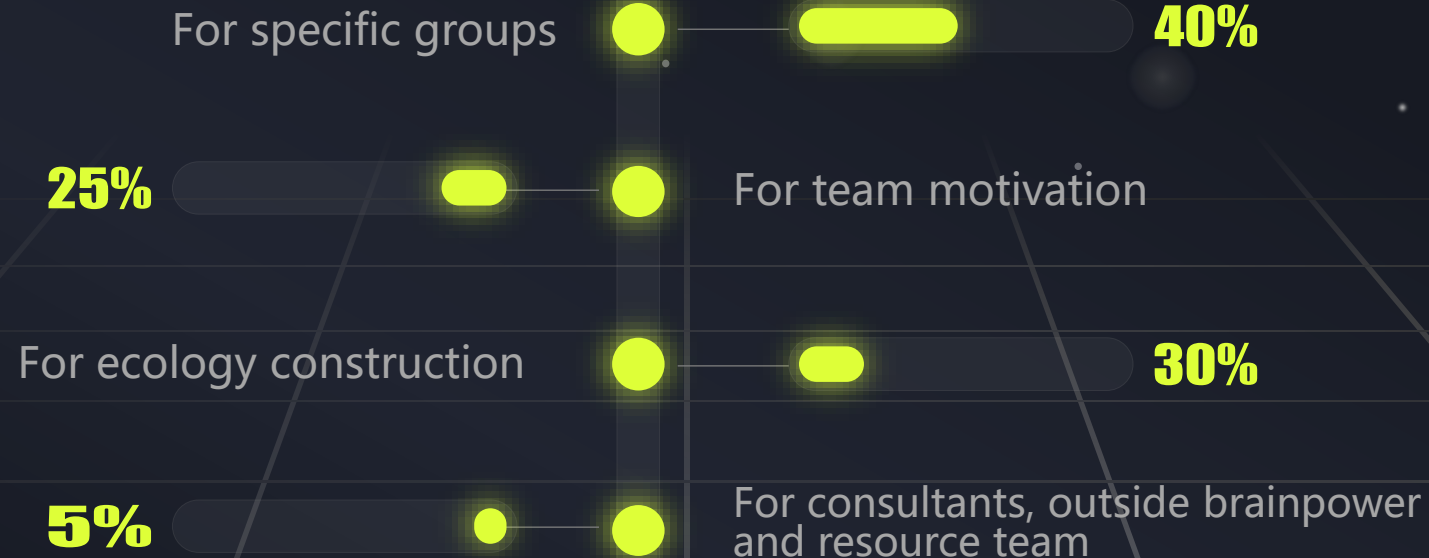 For specific groups
40%
25%
For team motivation
For ecology construction
30%
5%
For consultants, outside brainpower
and resource team